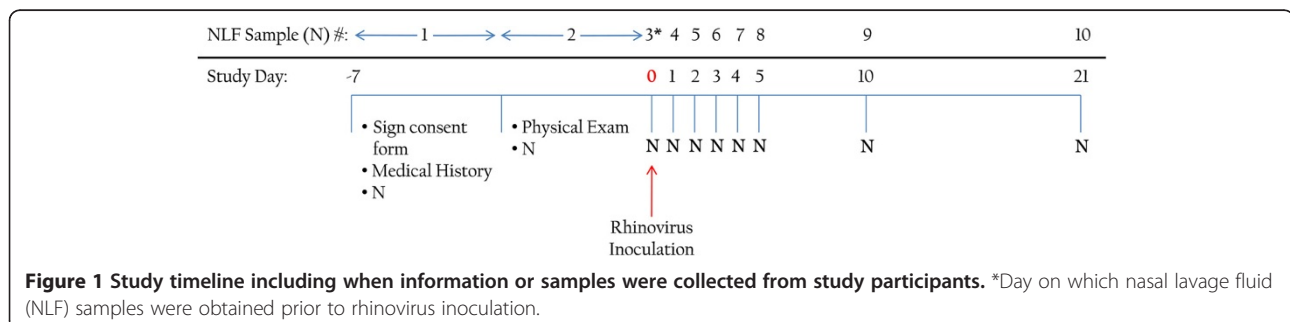 NLF Sample (N) #: 1 2 3* 4 5 6 7 8 9 10
Study Day: -7 0 1 2 3 4 5 10 21
• Sign consent
form
• Medical History
• N
• Physical Exam
• N
N N N N N N N N
Rhinovirus
Inoculation
Figure 1 Study timeline including when information or samples were collected from study participants. *Day on which nasal lavage fluid
(NLF) samples were obtained prior to rhinovirus inoculation.